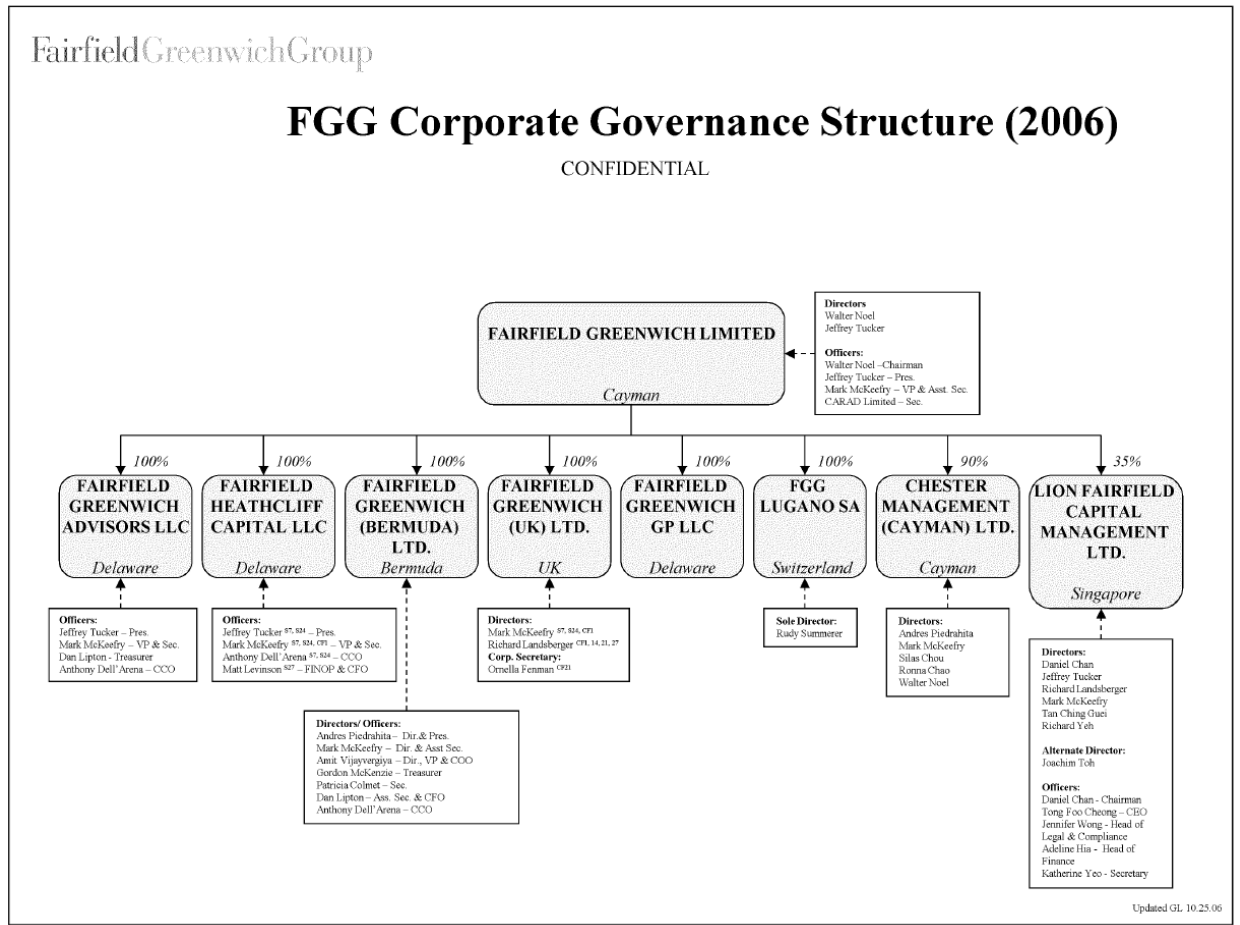 FairfieldGreenwichGroup
FGG Corporate Governance Structure (2006)
CONFIDENTIAL
FAIRFIELD GREENWICH LIMITED
Cayman
Directors
Walter Noel
Jeffrey Tucker
Officers:
Walter Noel –Chairman
Jeffrey Tucker – Pres.
Mark McKeefry – VP & Asst. Sec.
CARAD Limited – Sec.
100%
FAIRFIELD
GREENWICH
ADVISORS LLC
Delaware
100%
FAIRFIELD
HEATHCLIFF
CAPITAL LLC
Delaware
100%
FAIRFIELD
GREENWICH
(BERMUDA)
LTD.
Bermuda
100%
FAIRFIELD
GREENWICH
(UK) LTD.
UK
100%
FAIRFIELD
GREENWICH
GP LLC
Delaware
100%
FGG
LUGANO SA
Switzerland
90%
CHESTER
MANAGEMENT
(CAYMAN) LTD.
Cayman
35%
LION FAIRFIELD
CAPITAL
MANAGEMENT
LTD.
Singapore
Officers:
Jeffrey Tucker – Pres.
Mark McKeefry – VP & Sec.
Dan Lipton - Treasurer
Anthony Dell’Arena – CCO
Officers:
Jeffrey Tucker S7, S24 – Pres.
Mark McKeefry S7, S24, CF1 – VP & Sec.
Anthony Dell’Arena S7, S24 – CCO
Matt Levinson S27 – FINOP & CFO
Directors/ Officers:
Andres Piedrahita – Dir.& Pres.
Mark McKeefry – Dir. & Asst Sec.
Amit Vijayvergiya – Dir., VP & COO
Gordon McKenzie – Treasurer
Patricia Colmet – Sec.
Dan Lipton – Ass. Sec. & CFO
Anthony Dell’Arena – CCO
Directors:
Mark McKeefry S7, S24, CF1
Richard Landsberger CF1, 14, 21, 27
Corp. Secretary:
Ornella Fenman CF21
Sole Director:
Rudy Summerer
Directors:
Andres Piedrahita
Mark McKeefry
Silas Chou
Ronna Chao
Walter Noel
Directors:
Daniel Chan
Jeffrey Tucker
Richard Landsberger
Mark McKeefry
Tan Ching Guei
Richard Yeh
Alternate Director:
Joachim Toh
Officers:
Daniel Chan - Chairman
Tong Foo Cheong – CEO
Jennifer Wong - Head of
Legal & Compliance
Adeline Hia - Head of
Finance
Katherine Yeo - Secretary
Updated GL 10.25.06